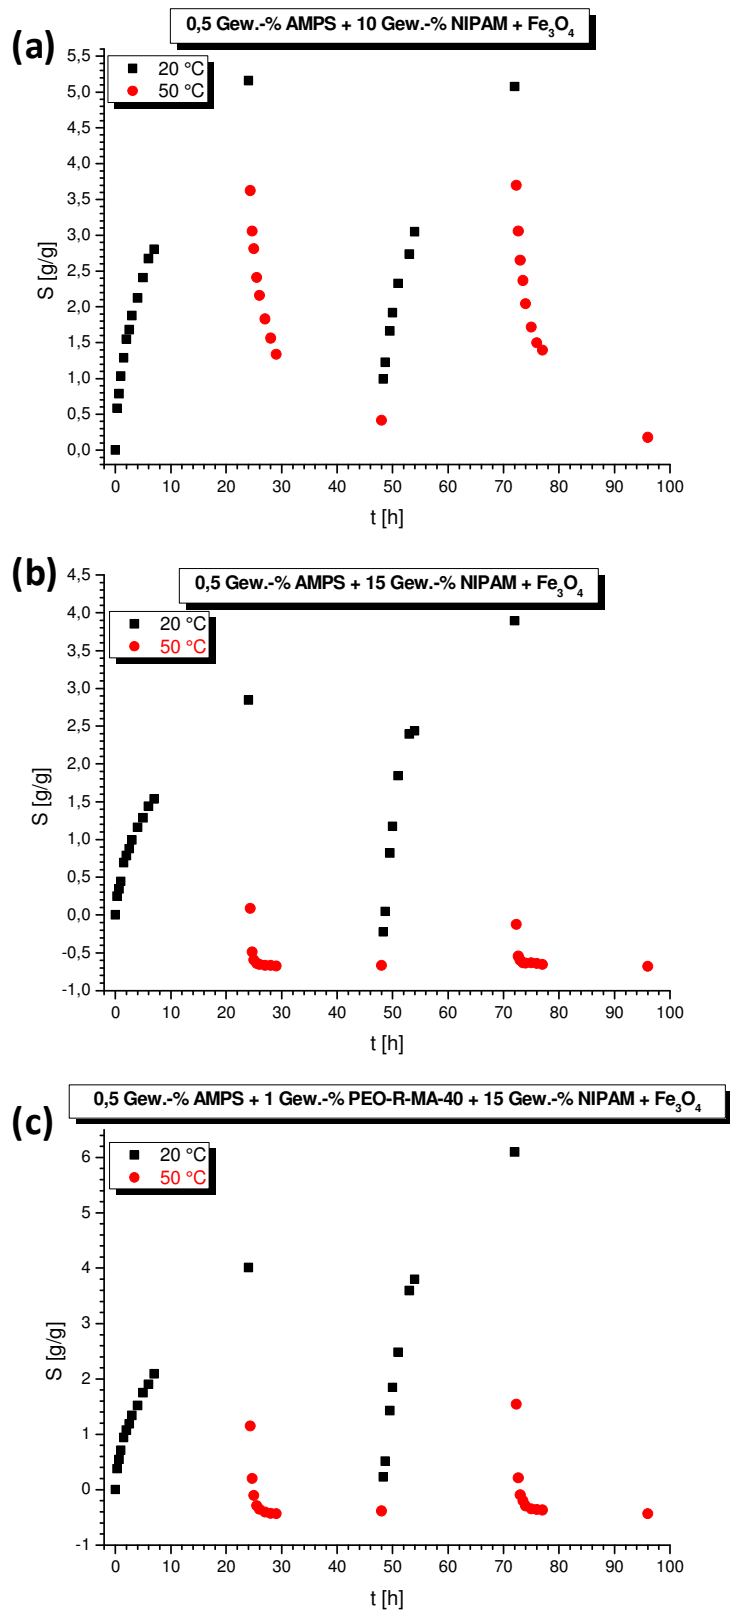 (a)
0,5 Gew.-% AMPS + 10 Gew.-% NIPAM + Fe₃O₄
20 °C
50 °C
S [g/g]
5,5
5,0
4,5
4,0
3,5
3,0
2,5
2,0
1,5
1,0
0,5
0,0
0 10 20 30 40 50 60 70 80 90 100
t [h]
(b)
0,5 Gew.-% AMPS + 15 Gew.-% NIPAM + Fe₃O₄
20 °C
50 °C
S [g/g]
4,5
4,0
3,5
3,0
2,5
2,0
1,5
1,0
0,5
0,0
-0,5
-1,0
0 10 20 30 40 50 60 70 80 90 100
t [h]
(c)
0,5 Gew.-% AMPS + 1 Gew.-% PEO-R-MA-40 + 15 Gew.-% NIPAM + Fe₃O₄
20 °C
50 °C
S [g/g]
6
4
2
0
-1
0 10 20 30 40 50 60 70 80 90 100
t [h]